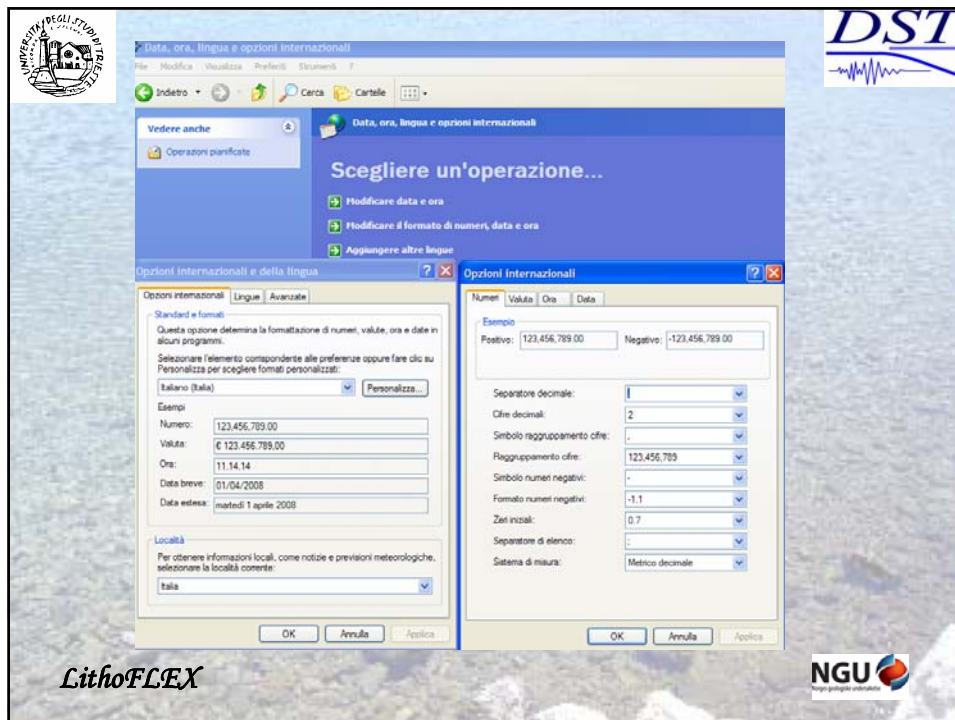 UNIVERSITA' DEGLI STUDI DI TRIESTE
DST
Data, ora, lingua e opzioni internazionali
File Modifica Visualizza Preferiti Strumenti ?
Indietro Cerca Cartelle
Vedere anche
Operazioni pianificate
Data, ora, lingua e opzioni internazionali
Scegliere un'operazione...
Modificare data e ora
Modificare il formato di numeri, data e ora
Aggiungere altre lingue
Opzioni internazionali e della lingua
Opzioni internazionali Lingue Avanzate
Standard e formati
Questa opzione determina la formattazione di numeri, valute, ora e date in
alcuni programmi.
Selezionare l'elemento corrispondente alle preferenze oppure fare clic su
Personalizza per scegliere formati personalizzati:
Italiano (Italia) Personalizza...
Esempi
Numero: 123,456,789.00
Valuta: € 123.456.789,00
Ora: 11.14.14
Data breve: 01/04/2008
Data estesa: martedì 1 aprile 2008
Località
Per ottenere informazioni locali, come notizie e previsioni meteorologiche,
selezionare la località corrente:
Italia
OK Annulla Applica
Opzioni internazionali
Numeri Valuta Ora Data
Esempio
Positivo: 123,456,789.00 Negativo: -123,456,789.00
Separatore decimale:
Cifre decimali: 2
Simbolo raggruppamento cifre: ,
Raggruppamento cifre: 123,456,789
Simbolo numeri negativi: -
Formato numeri negativi: -1.1
Zeri iniziali: 0.7
Separatore di elenco: ;
Sistema di misura: Metrico decimale
OK Annulla Applica
LithoFLEX
NGU
Norges geologiske undersøkelse